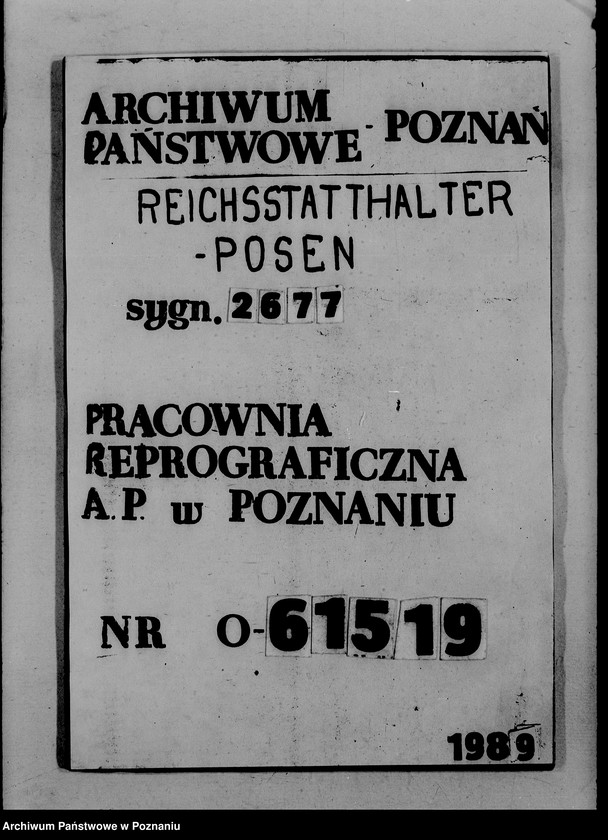 ARCHIWUM
PAŃSTWOWE - POZNAŃ
REICHSSTATTHALTER
-POSEN
sygn. 2677
PRACOWNIA
REPROGRAFICZNA
A.P. w POZNANIU
NR O-61519
1989
Archiwum Państwowe w Poznaniu